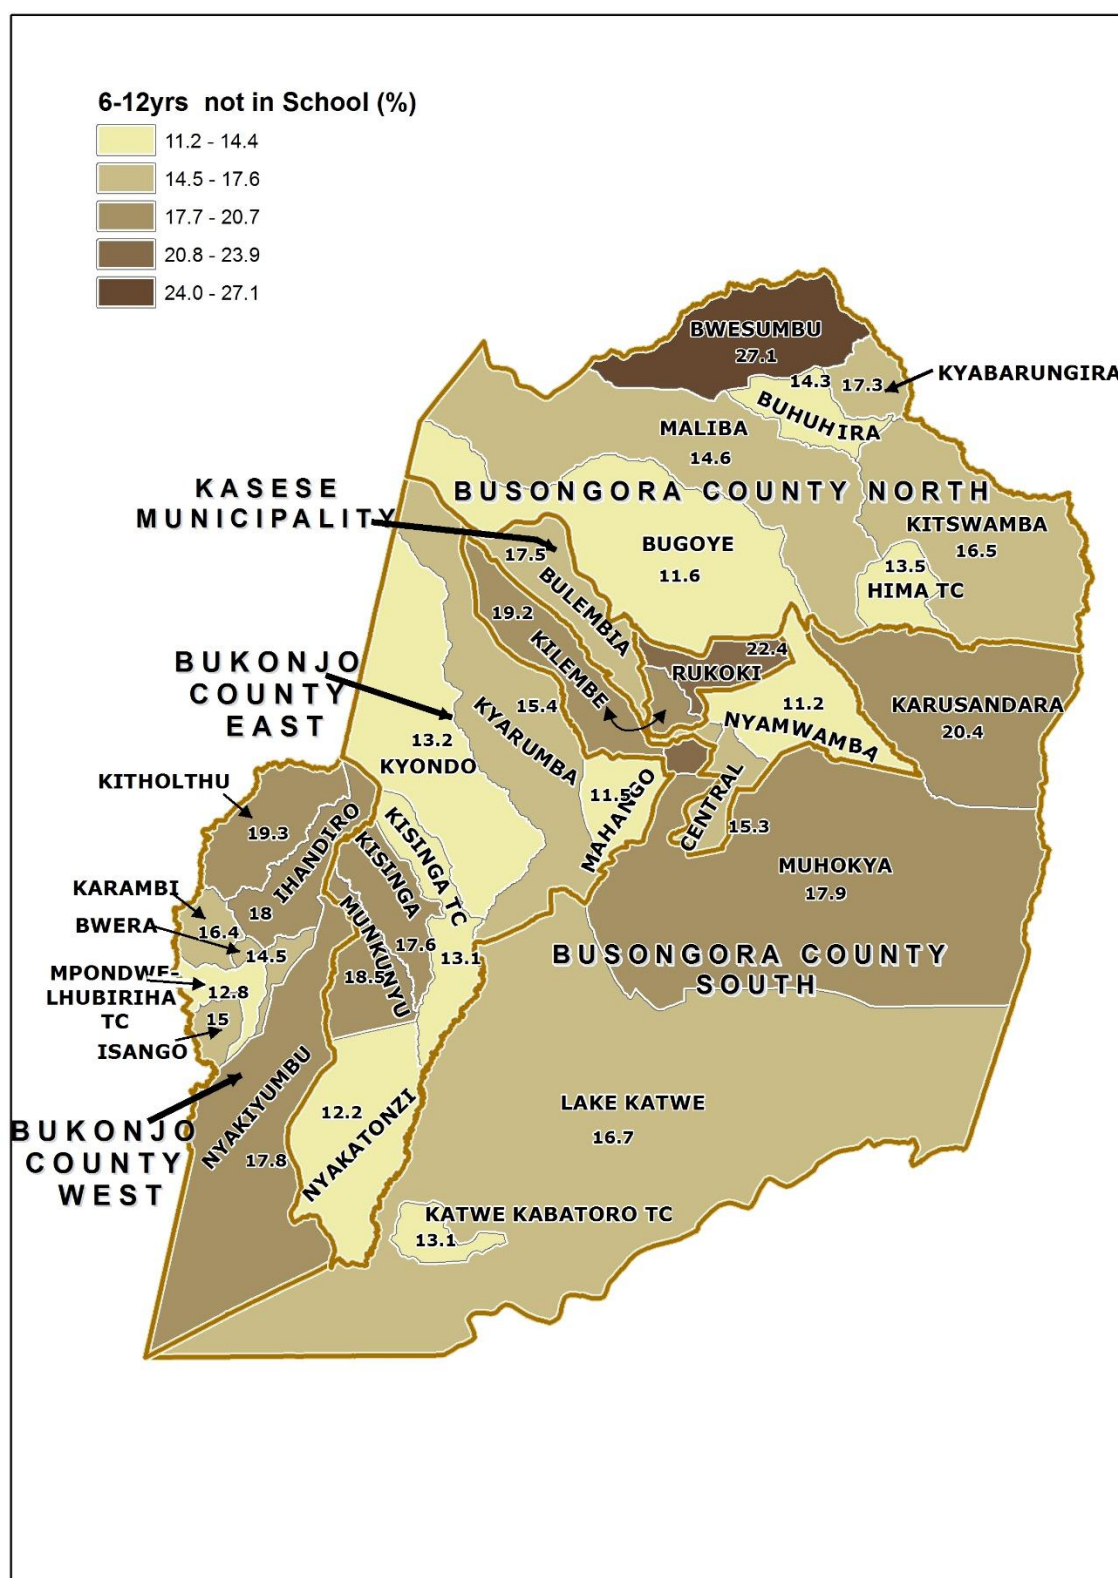 6-12yrs not in School (%)
11.2 - 14.4
14.5 - 17.6
17.7 - 20.7
20.8 - 23.9
24.0 - 27.1
BWESUMBU
27.1
14.3
17.3
KYABARUNGIRA
BUHUHIRA
MALIBA
14.6
KASESE
MUNICIPALITY
BUSONGORA COUNTY NORTH
KITSWAMBA
16.5
BUGOYE
11.6
17.5
BULEMBIA
13.5
HIMA TC
19.2
KILEMBE
22.4
RUKOKI
BUKONJO
COUNTY
EAST
15.4
KYARUMBA
11.2
NYAMWAMBA
KARUSANDARA
20.4
13.2
KYONDO
KITHOLTHU
19.3
11.5
MAHANGO
CENTRAL
15.3
IHANDIRO
18
KISINGA TC
13.1
KISINGA
17.6
MUHOKYA
17.9
KARAMBI
16.4
BWERA
14.5
MUNKUNYU
18.5
BUSONGORA COUNTY
SOUTH
MPONDWE-
LHUBIRIHA
TC
12.8
15
ISANGO
NYAKIYUMBU
17.8
LAKE KATWE
16.7
12.2
NYAKATONZI
BUKONJO
COUNTY
WEST
KATWE KABATORO TC
13.1